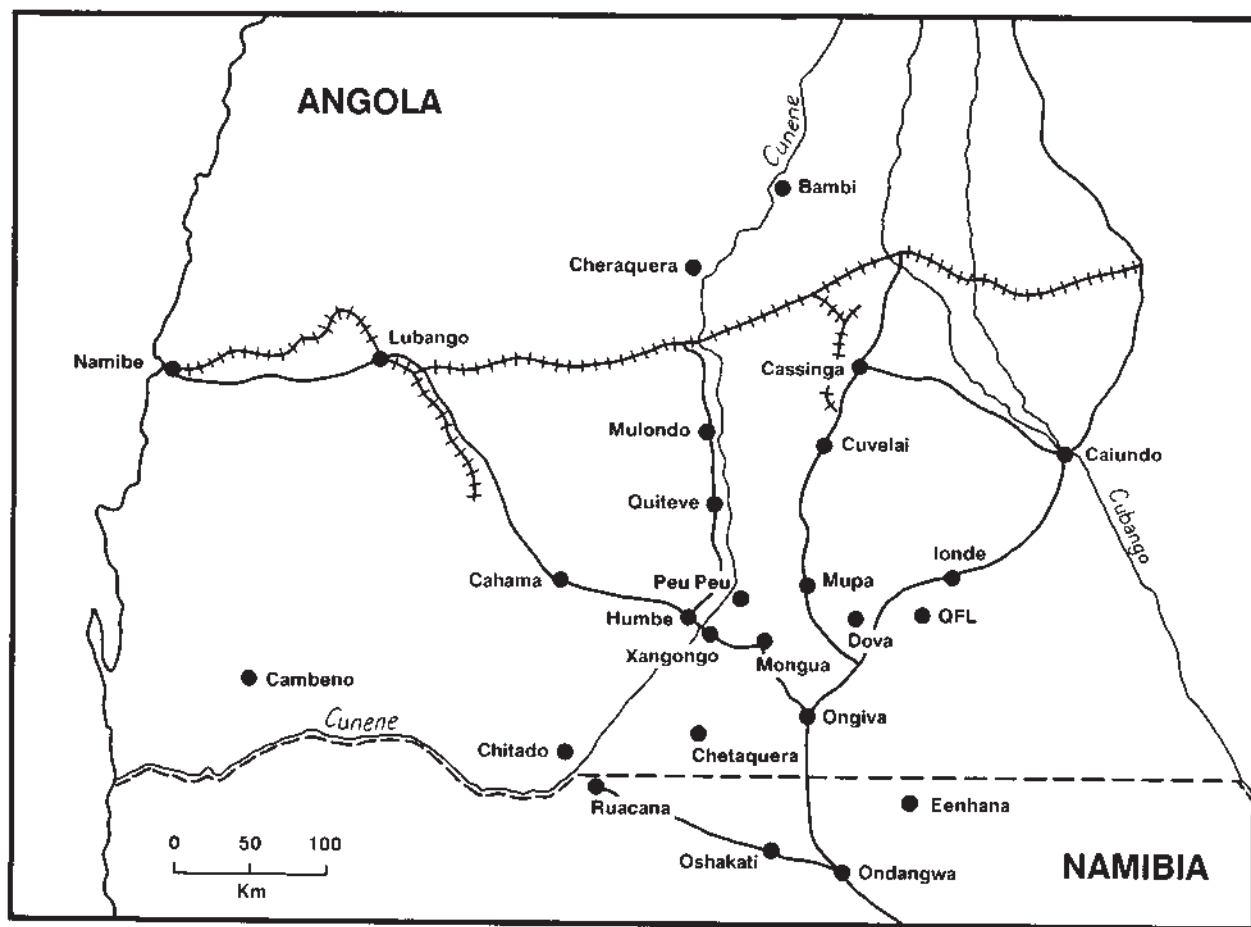 ANGOLA
Cunene
Bambi
Cheraquera
Lubango
Namibe
Cassinga
Mulondo
Cuvelai
Caiundo
Quiteve
Cubango
Ionde
Cahama
Peu Peu
Mupa
Humbe
QFL
Dova
Xangongo
Mongua
Cambeno
Cunene
Ongiva
Chitado
Chetaquera
Ruacana
Eenhana
0 50 100
Km
Oshakati
Ondangwa
NAMIBIA